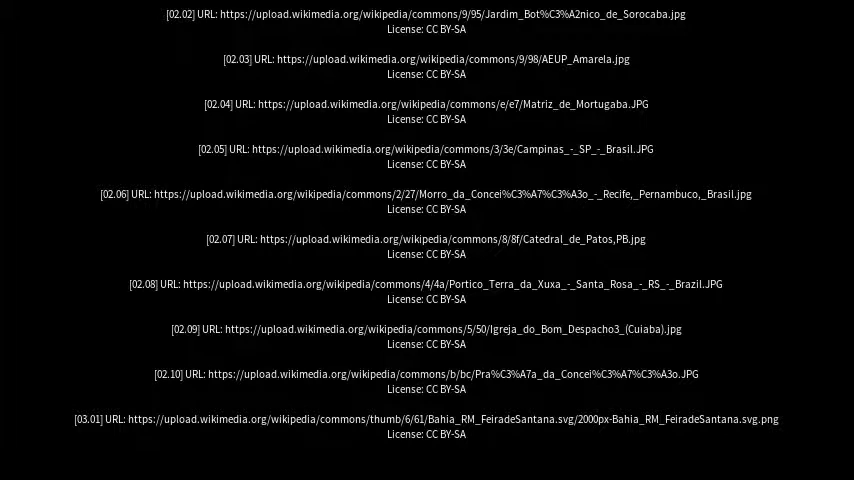 [02.02] URL: https://upload.wikimedia.org/wikipedia/commons/9/95/Jardim_Bot%C3%A2nico_de_Sorocaba.jpg
License: CC BY-SA
[02.03] URL: https://upload.wikimedia.org/wikipedia/commons/9/98/AEUP_Amarela.jpg
License: CC BY-SA
[02.04] URL: https://upload.wikimedia.org/wikipedia/commons/e/e7/Matriz_de_Mortugaba.JPG
License: CC BY-SA
[02.05] URL: https://upload.wikimedia.org/wikipedia/commons/3/3e/Campinas_-_SP_-_Brasil.JPG
License: CC BY-SA
[02.06] URL: https://upload.wikimedia.org/wikipedia/commons/2/27/Morro_da_Concei%C3%A7%C3%A3o_-_Recife,_Pernambuco,_Brasil.jpg
License: CC BY-SA
[02.07] URL: https://upload.wikimedia.org/wikipedia/commons/8/8f/Catedral_de_Patos,PB.jpg
License: CC BY-SA
[02.08] URL: https://upload.wikimedia.org/wikipedia/commons/4/4a/Portico_Terra_da_Xuxa_-_Santa_Rosa_-_RS_-_Brazil.JPG
License: CC BY-SA
[02.09] URL: https://upload.wikimedia.org/wikipedia/commons/5/50/Igreja_do_Bom_Despacho3_(Cuiaba).jpg
License: CC BY-SA
[02.10] URL: https://upload.wikimedia.org/wikipedia/commons/b/bc/Pra%C3%A7a_da_Concei%C3%A7%C3%A3o.JPG
License: CC BY-SA
[03.01] URL: https://upload.wikimedia.org/wikipedia/commons/thumb/6/61/Bahia_RM_FeiradeSantana.svg/2000px-Bahia_RM_FeiradeSantana.svg.png
License: CC BY-SA